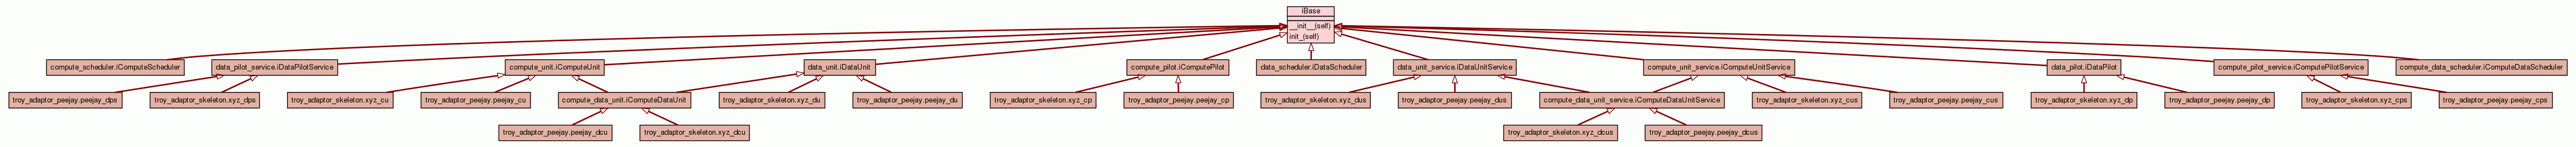 iBase
__init__(self)
init_(self)
compute_scheduler.iComputeScheduler
data_pilot_service.iDataPilotService
compute_unit.iComputeUnit
data_unit.iDataUnit
compute_pilot.iComputePilot
data_scheduler.iDataScheduler
data_unit_service.iDataUnitService
compute_unit_service.iComputeUnitService
data_pilot.iDataPilot
compute_pilot_service.iComputePilotService
compute_data_scheduler.iComputeDataScheduler
troy_adaptor_peejay.peejay_dps
troy_adaptor_skeleton.xyz_dps
troy_adaptor_skeleton.xyz_cu
troy_adaptor_peejay.peejay_cu
compute_data_unit.iComputeDataUnit
troy_adaptor_skeleton.xyz_du
troy_adaptor_peejay.peejay_du
troy_adaptor_skeleton.xyz_cp
troy_adaptor_peejay.peejay_cp
troy_adaptor_skeleton.xyz_dus
troy_adaptor_peejay.peejay_dus
compute_data_unit_service.iComputeDataUnitService
troy_adaptor_skeleton.xyz_cus
troy_adaptor_peejay.peejay_cus
troy_adaptor_skeleton.xyz_dp
troy_adaptor_peejay.peejay_dp
troy_adaptor_skeleton.xyz_cps
troy_adaptor_peejay.peejay_cps
troy_adaptor_peejay.peejay_dcu
troy_adaptor_skeleton.xyz_dcu
troy_adaptor_skeleton.xyz_dcus
troy_adaptor_peejay.peejay_dcus